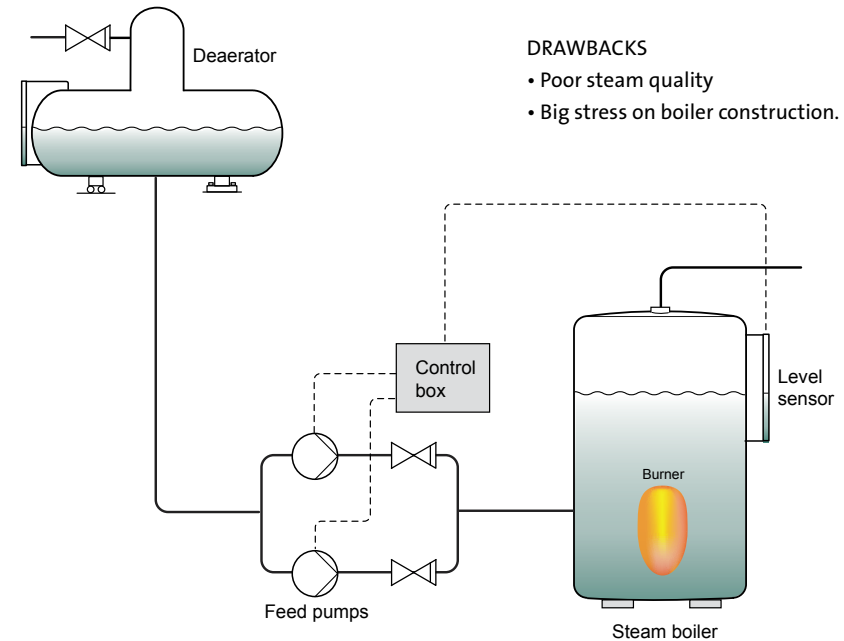 Deaerator
DRAWBACKS
• Poor steam quality
• Big stress on boiler construction.
Control
box
Level
sensor
Burner
Feed pumps
Steam boiler